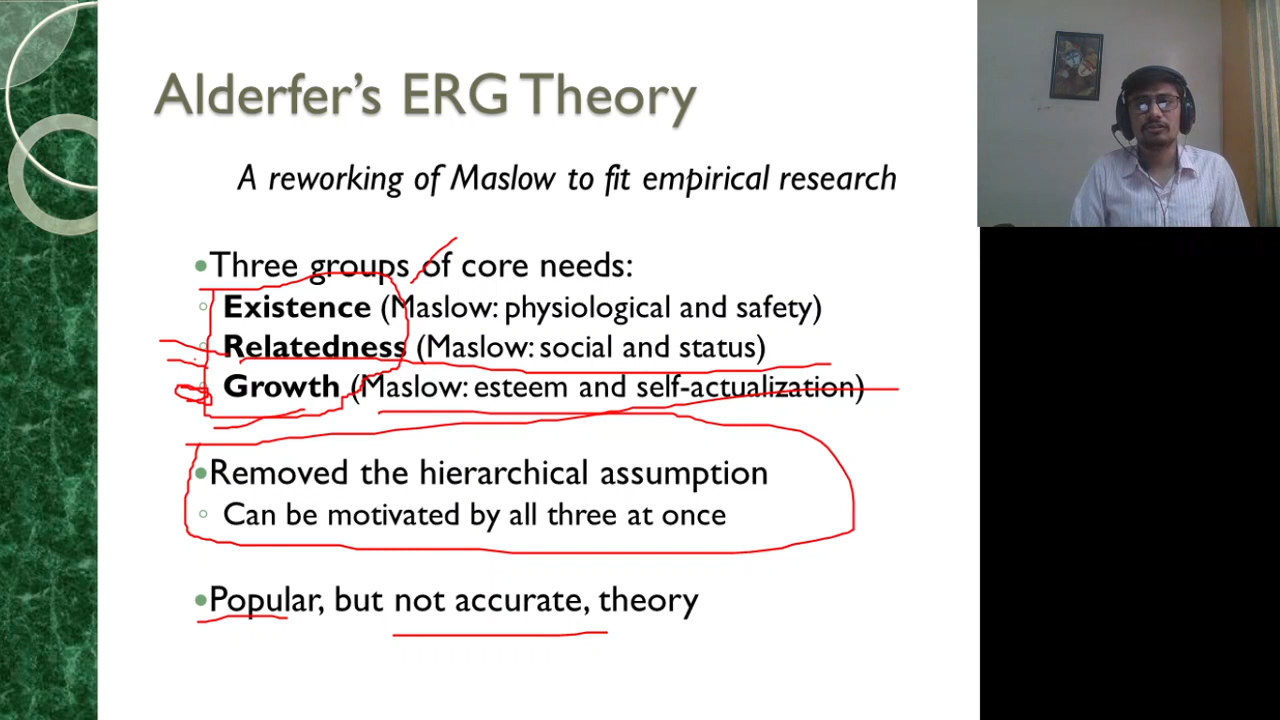 Alderfer's ERG Theory
A reworking of Maslow to fit empirical research
•Three groups of core needs:
◦ Existence (Maslow: physiological and safety)
◦ Relatedness (Maslow: social and status)
◦ Growth (Maslow: esteem and self-actualization)
•Removed the hierarchical assumption
◦ Can be motivated by all three at once
•Popular, but not accurate, theory